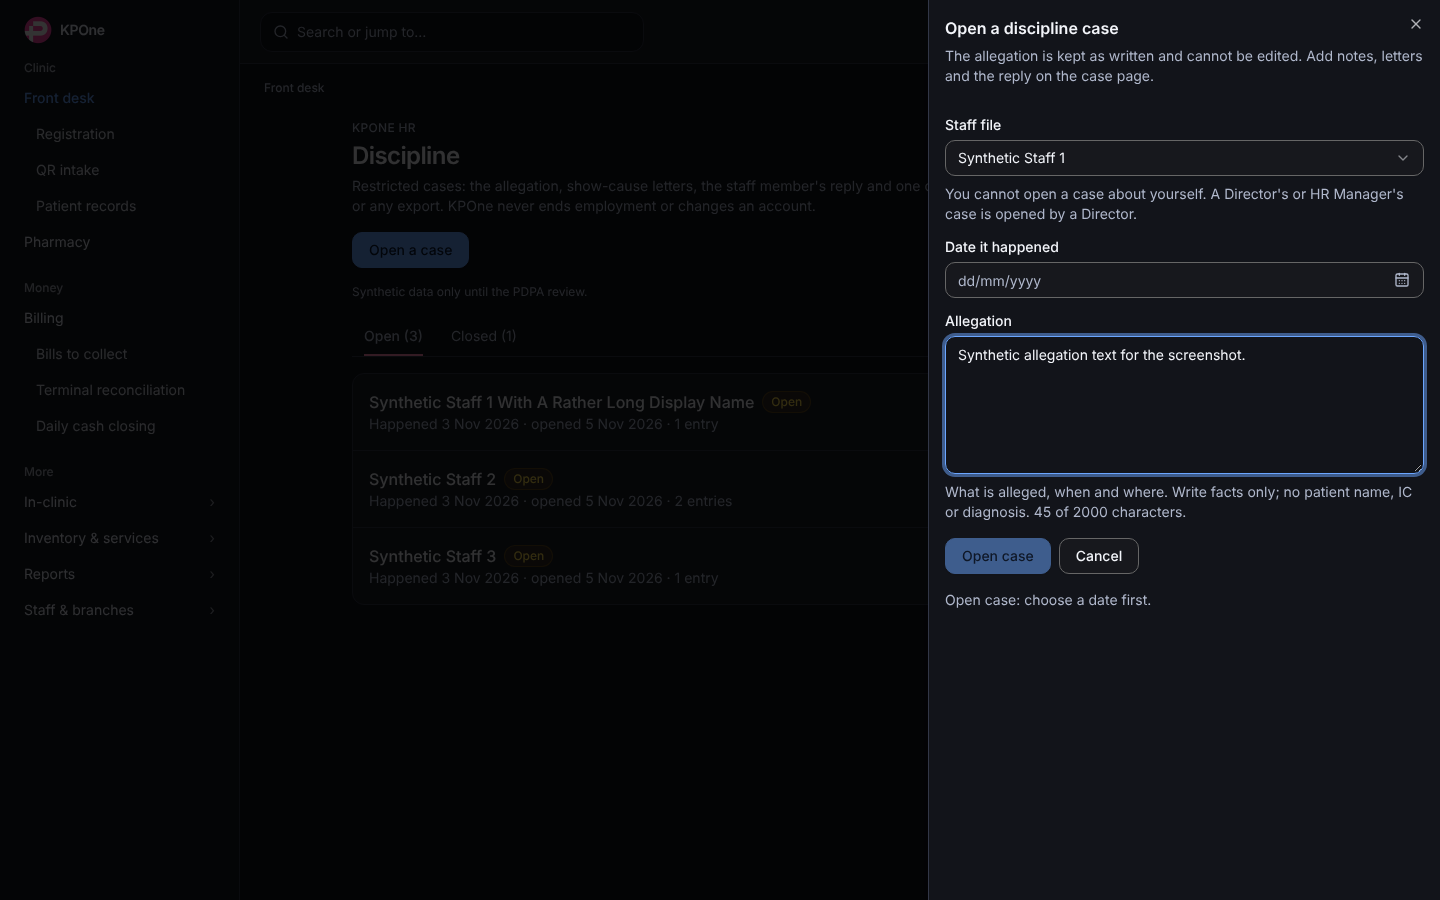 KPOne
Clinic
Front desk
Registration
QR intake
Patient records
Pharmacy
Money
Billing
Bills to collect
Terminal reconciliation
Daily cash closing
More
In-clinic
Inventory & services
Reports
Staff & branches
Search or jump to...
Front desk
KPONE HR
Discipline
Restricted cases: the allegation, show-cause letters, the staff member's reply and one
or any export. KPOne never ends employment or changes an account.
Open a case
Synthetic data only until the PDPA review.
Open (3) Closed (1)
Synthetic Staff 1 With A Rather Long Display Name Open
Happened 3 Nov 2026 · opened 5 Nov 2026 · 1 entry
Synthetic Staff 2 Open
Happened 3 Nov 2026 · opened 5 Nov 2026 · 2 entries
Synthetic Staff 3 Open
Happened 3 Nov 2026 · opened 5 Nov 2026 · 1 entry
Open a discipline case
The allegation is kept as written and cannot be edited. Add notes, letters
and the reply on the case page.
Staff file
Synthetic Staff 1
You cannot open a case about yourself. A Director's or HR Manager's
case is opened by a Director.
Date it happened
dd/mm/yyyy
Allegation
Synthetic allegation text for the screenshot.
What is alleged, when and where. Write facts only; no patient name, IC
or diagnosis. 45 of 2000 characters.
Open case Cancel
Open case: choose a date first.